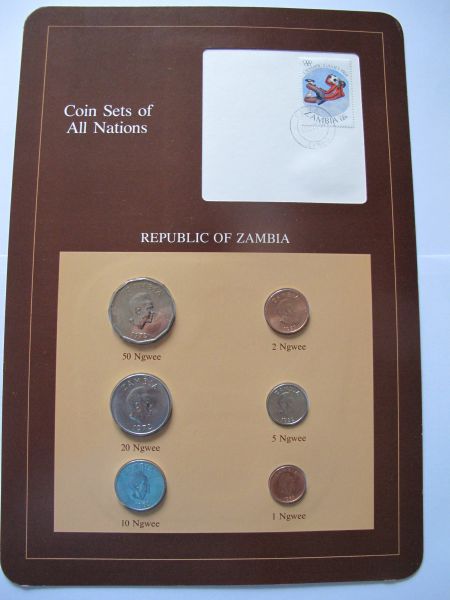 Coin Sets of
All Nations
ZAMBIA
REPUBLIC OF ZAMBIA
50 Ngwee
2 Ngwee
ZAMBIA
1972
20 Ngwee
5 Ngwee
10 Ngwee
1 Ngwee